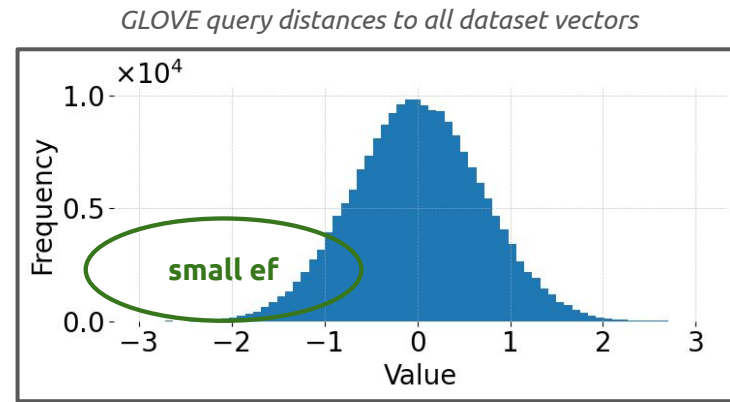 GLOVE query distances to all dataset vectors
×10⁴
1.0
0.5
0.0
Frequency
small ef
−3 −2 −1 0 1 2 3
Value